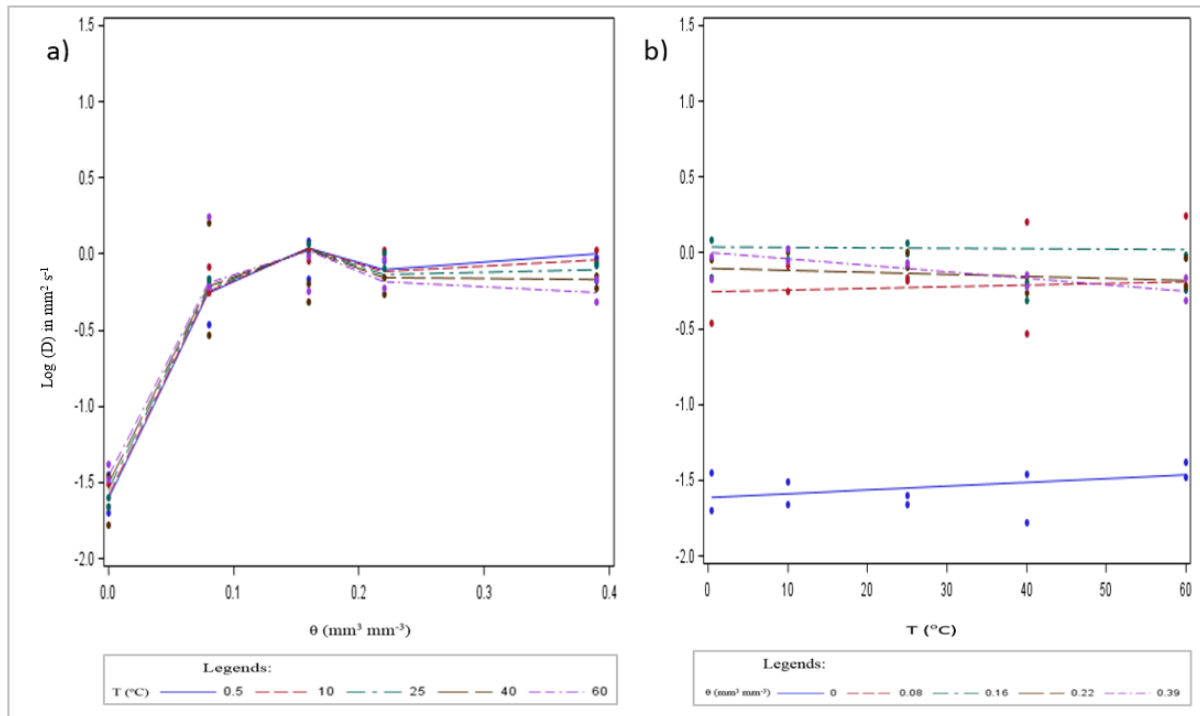 a)
1.5
1.0
0.5
0.0
-0.5
-1.0
-1.5
-2.0
Log (D) in mm² s⁻¹
0.0 0.1 0.2 0.3 0.4
θ (mm³ mm⁻³)
Legends:
T (ºC) 0.5 10 25 40 60
b)
1.5
1.0
0.5
0.0
-0.5
-1.0
-1.5
-2.0
0 10 20 30 40 50 60
T (ºC)
Legends:
θ (mm³ mm⁻³) 0 0.08 0.16 0.22 0.39